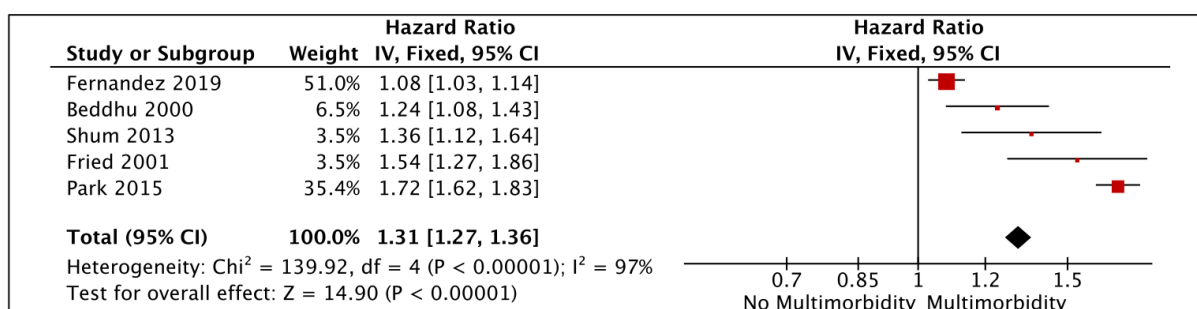 Hazard Ratio Hazard Ratio
Study or Subgroup Weight IV, Fixed, 95% CI IV, Fixed, 95% CI
Fernandez 2019 51.0% 1.08 [1.03, 1.14]
Beddhu 2000 6.5% 1.24 [1.08, 1.43]
Shum 2013 3.5% 1.36 [1.12, 1.64]
Fried 2001 3.5% 1.54 [1.27, 1.86]
Park 2015 35.4% 1.72 [1.62, 1.83]
Total (95% CI) 100.0% 1.31 [1.27, 1.36]
Heterogeneity: Chi² = 139.92, df = 4 (P < 0.00001); I² = 97%
Test for overall effect: Z = 14.90 (P < 0.00001)
0.7 0.85 1 1.2 1.5
No Multimorbidity Multimorbidity